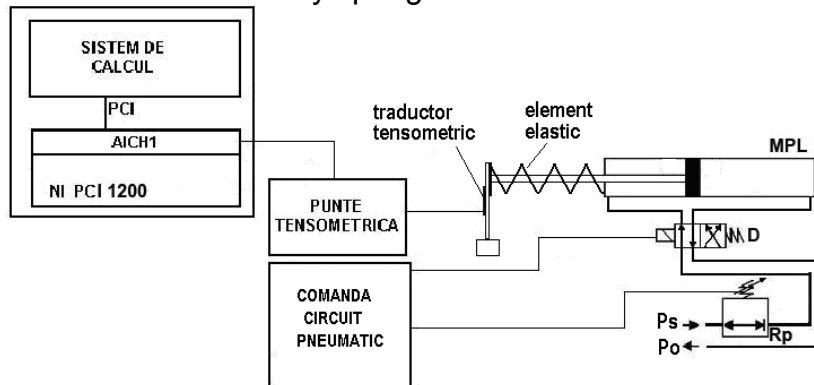 SISTEM DE
CALCUL
PCI
AICH1
NI PCI 1200
PUNTE
TENSOMETRICA
COMANDA
CIRCUIT
PNEUMATIC
traductor
tensometric
element
elastic
MPL
D
Ps
Rp
Po